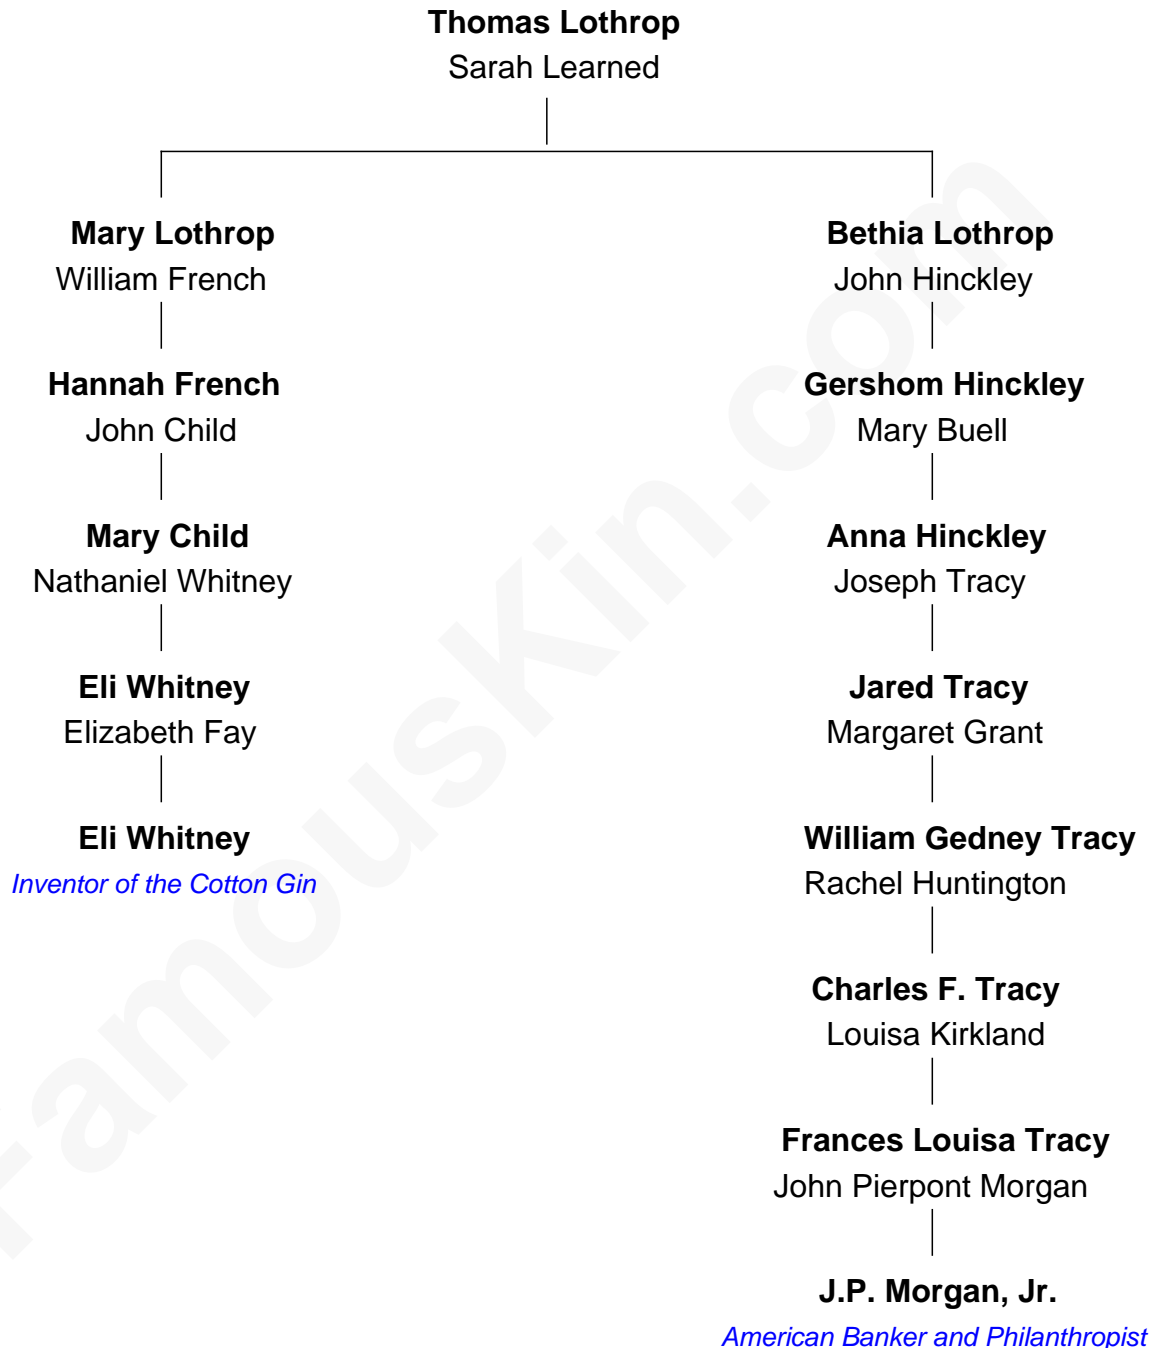 Thomas Lothrop
Sarah Learned
Mary Lothrop
William French
Bethia Lothrop
John Hinckley
Hannah French
John Child
Gershom Hinckley
Mary Buell
Mary Child
Nathaniel Whitney
Anna Hinckley
Joseph Tracy
Eli Whitney
Elizabeth Fay
Jared Tracy
Margaret Grant
Eli Whitney
Inventor of the Cotton Gin
William Gedney Tracy
Rachel Huntington
Charles F. Tracy
Louisa Kirkland
Frances Louisa Tracy
John Pierpont Morgan
J.P. Morgan, Jr.
American Banker and Philanthropist
FamousKin.com